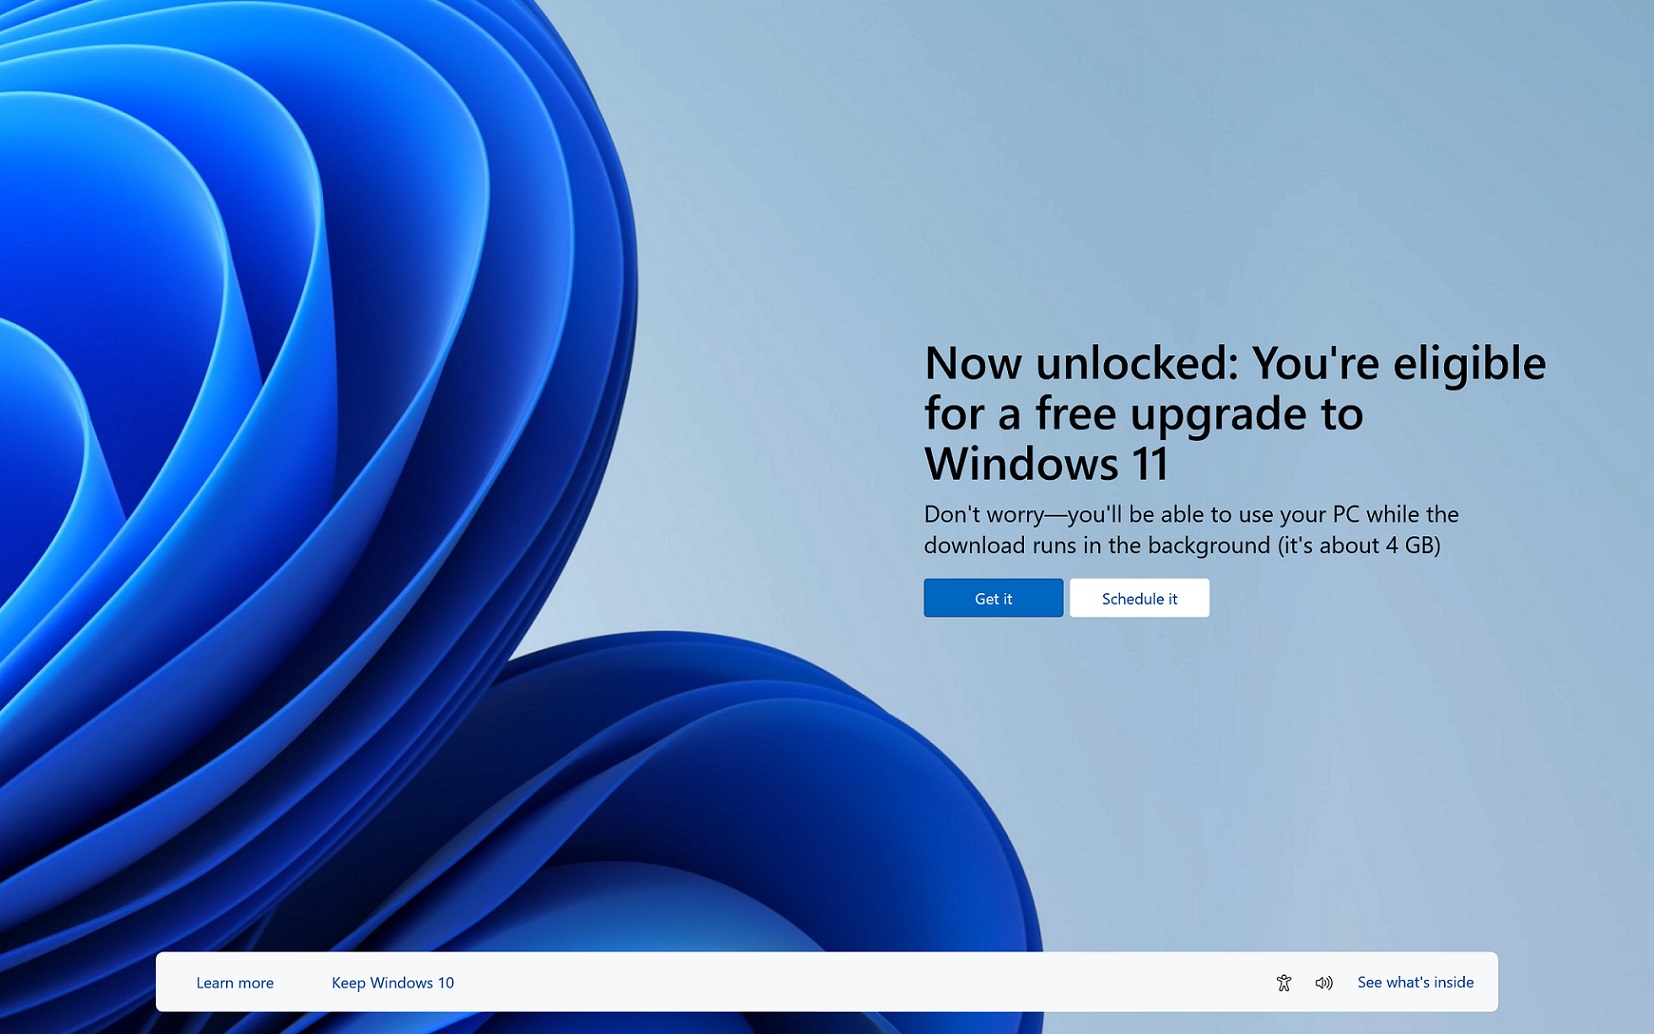 Now unlocked: You're eligible
for a free upgrade to
Windows 11
Don't worry—you'll be able to use your PC while the
download runs in the background (it's about 4 GB)
Get it
Schedule it
Learn more
Keep Windows 10
See what's inside